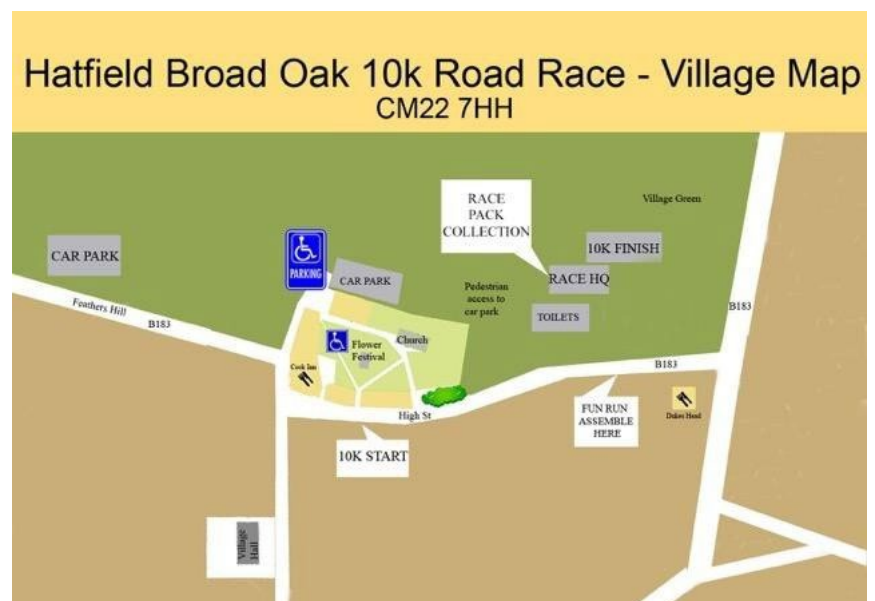 Hatfield Broad Oak 10k Road Race - Village Map
CM22 7HH
RACE
PACK
COLLECTION
Village Green
CAR PARK
10K FINISH
PARKING
CAR PARK
RACE HQ
Pedestrian
access to
car park
TOILETS
Feathers Hill
B183
B183
Church
Flower
Festival
Cock Inn
B183
High St
FUN RUN
ASSEMBLE
HERE
Dukes Head
10K START
Village
Hall